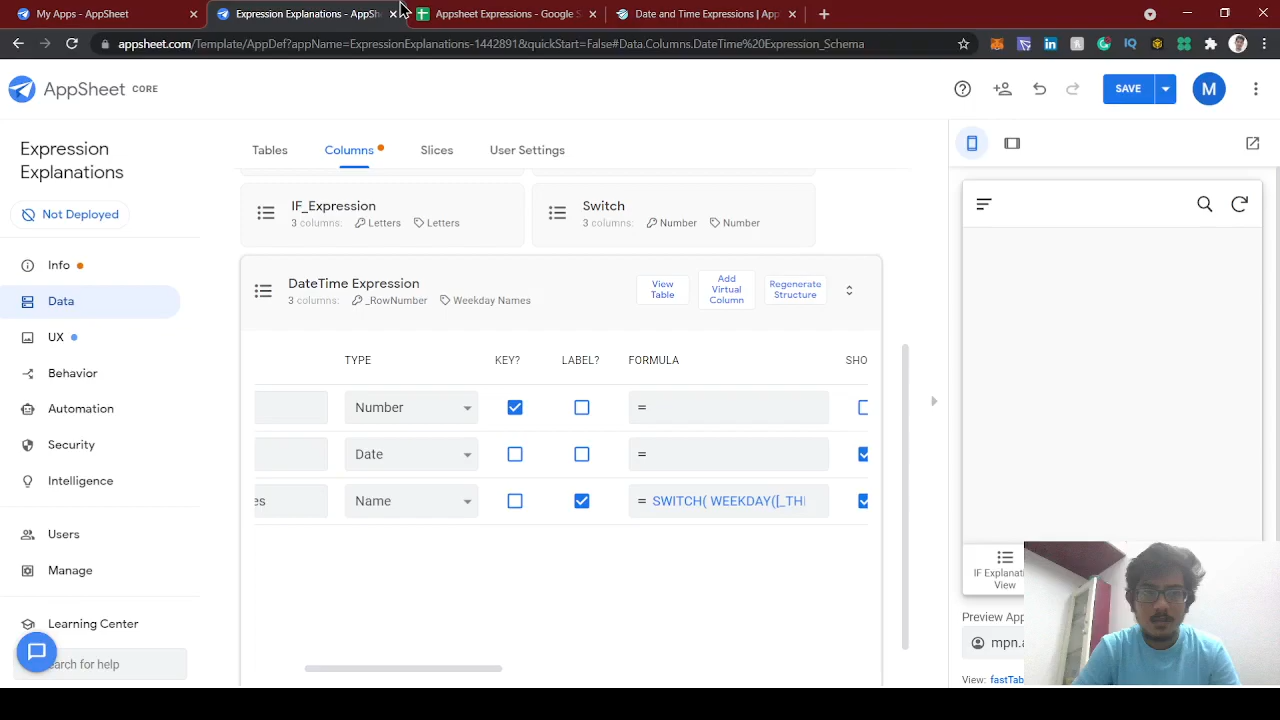 My Apps - AppSheet
Expression Explanations - AppSh
Appsheet Expressions - Google S
Date and Time Expressions | App
appsheet.com/Template/AppDef?appName=ExpressionExplanations-1442891&quickStart=False#Data.Columns.DateTime%20Expression_Schema
AppSheet CORE
SAVE
M
Expression
Explanations
Not Deployed
Info
Data
UX
Behavior
Automation
Security
Intelligence
Users
Manage
Learning Center
earch for help
Tables
Columns
Slices
User Settings
IF_Expression
3 columns: Letters Letters
Switch
3 columns: Number Number
DateTime Expression
3 columns: _RowNumber Weekday Names
View
Table
Add
Virtual
Column
Regenerate
Structure
TYPE KEY? LABEL? FORMULA SHO
Number =
Date =
es Name = SWITCH( WEEKDAY([_THI
IF Explanati
View
Preview App
mpn.a
View: fastTab